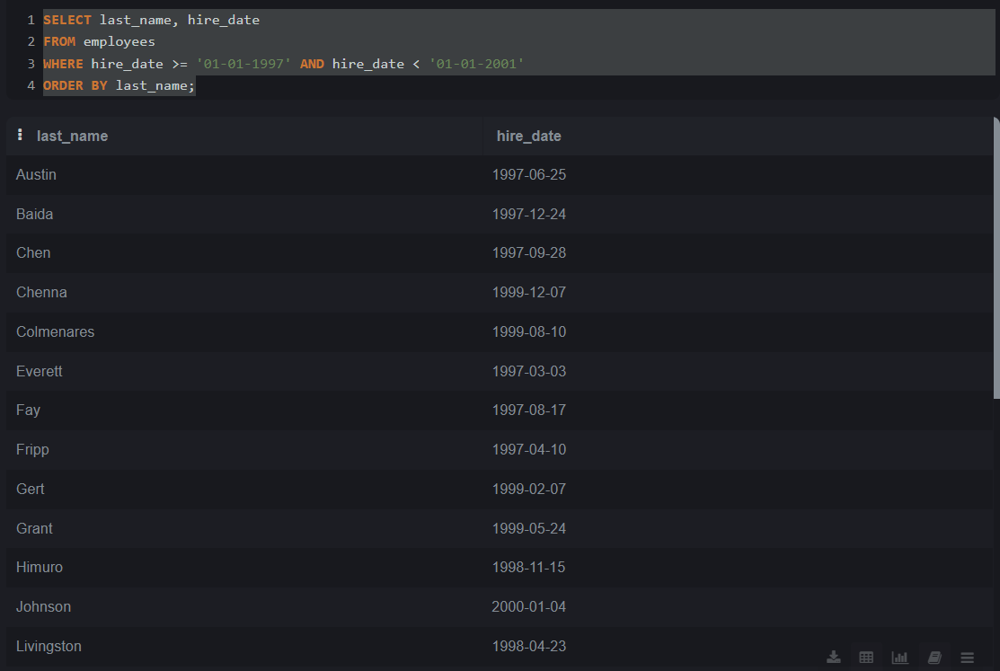 1 SELECT last_name, hire_date
2 FROM employees
3 WHERE hire_date >= '01-01-1997' AND hire_date < '01-01-2001'
4 ORDER BY last_name;
last_name hire_date
Austin 1997-06-25
Baida 1997-12-24
Chen 1997-09-28
Chenna 1999-12-07
Colmenares 1999-08-10
Everett 1997-03-03
Fay 1997-08-17
Fripp 1997-04-10
Gert 1999-02-07
Grant 1999-05-24
Himuro 1998-11-15
Johnson 2000-01-04
Livingston 1998-04-23